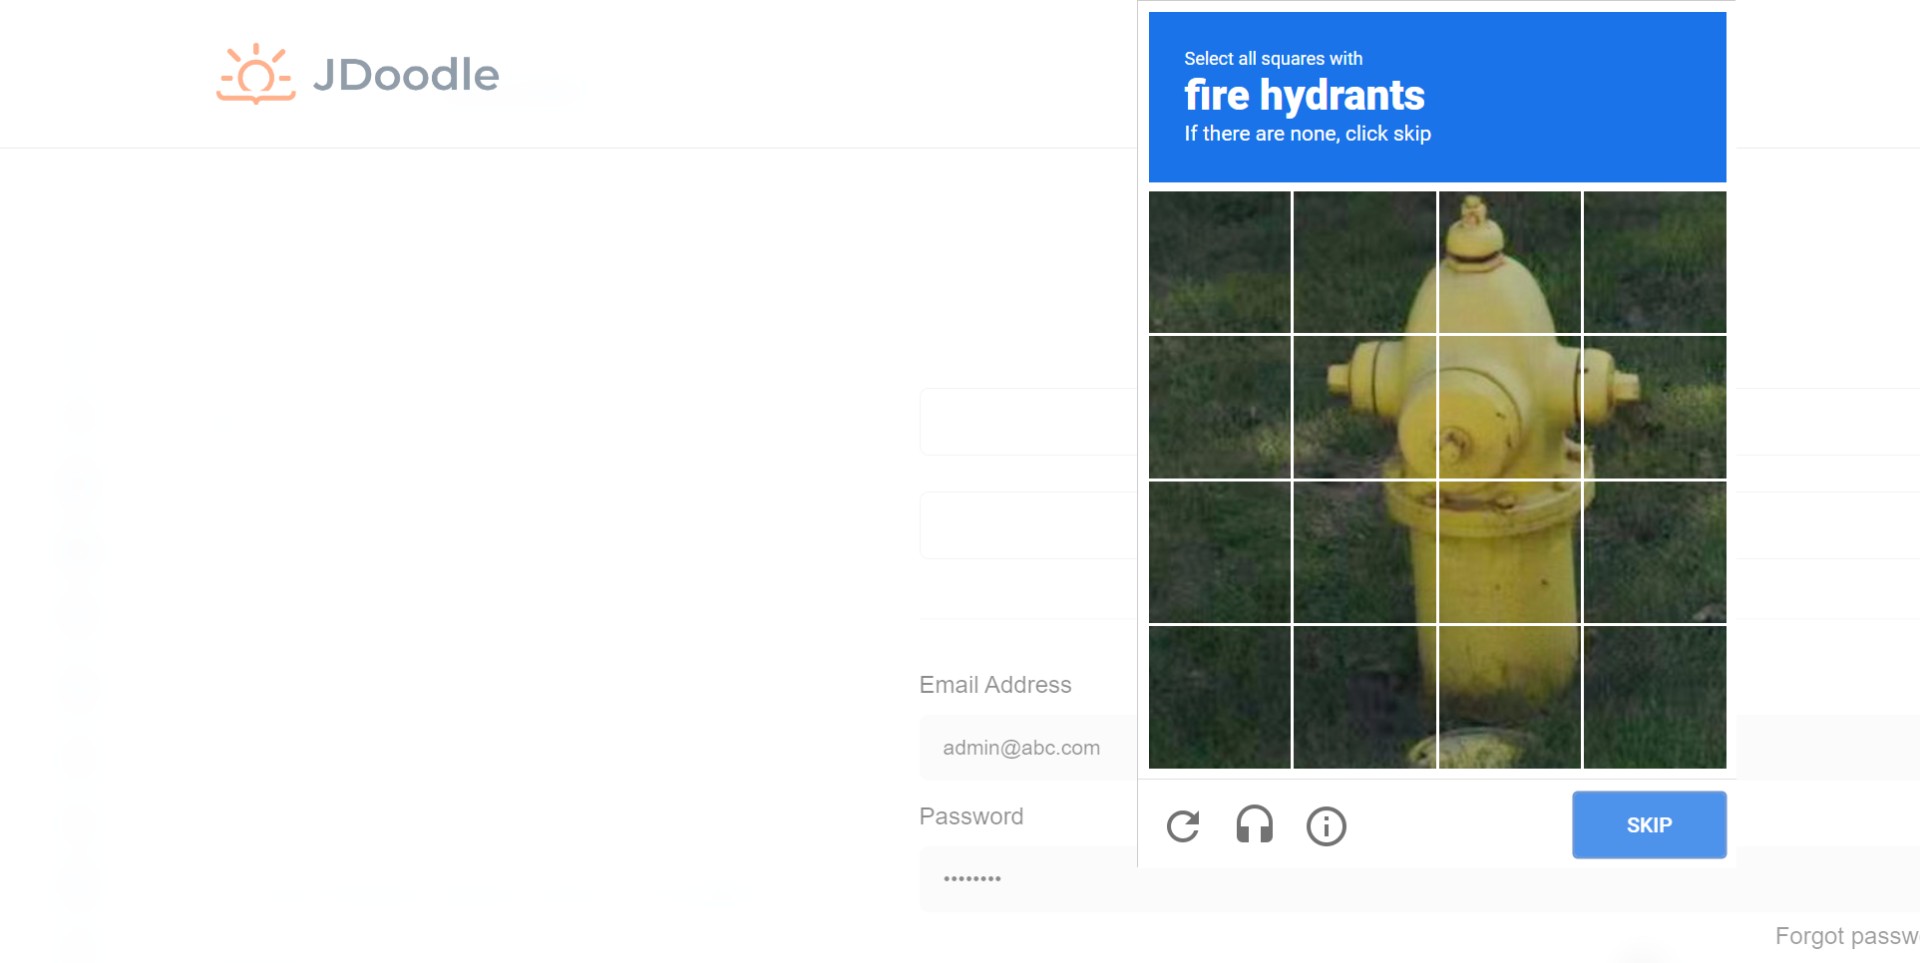 JDoodle
Select all squares with
fire hydrants
If there are none, click skip
Email Address
admin@abc.com
Password
••••••••
SKIP
Forgot passw